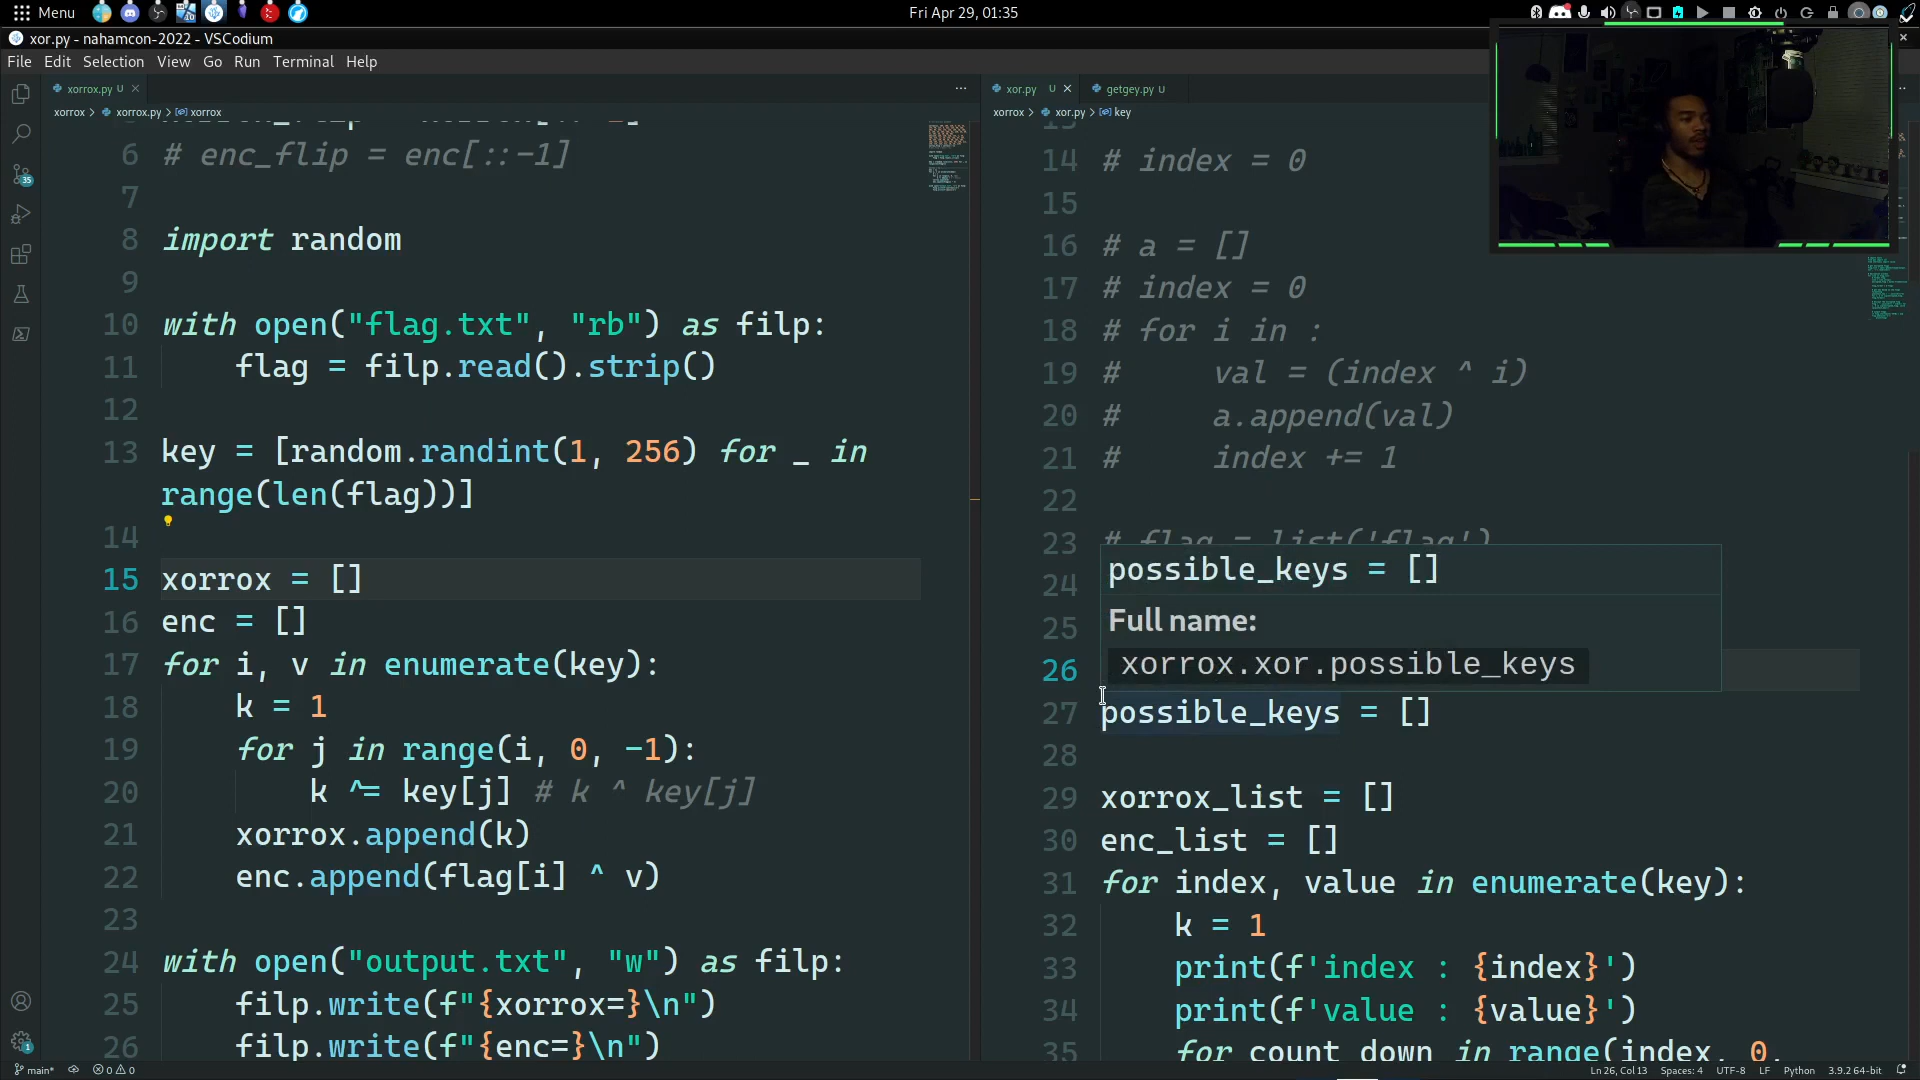 Menu
Fri Apr 29, 01:35
xor.py - nahamcon-2022 - VSCodium
File Edit Selection View Go Run Terminal Help
xorrox.py U
xorrox > xorrox.py > xorrox
6 # enc_flip = enc[::-1]
7
8 import random
9
10 with open("flag.txt", "rb") as filp:
11 flag = filp.read().strip()
12
13 key = [random.randint(1, 256) for _ in
range(len(flag))]
14
15 xorrox = []
16 enc = []
17 for i, v in enumerate(key):
18 k = 1
19 for j in range(i, 0, -1):
20 k ^= key[j] # k ^ key[j]
21 xorrox.append(k)
22 enc.append(flag[i] ^ v)
23
24 with open("output.txt", "w") as filp:
25 filp.write(f"{xorrox=}\n")
26 filp.write(f"{enc=}\n")
xor.py U getgey.py U
xorrox > xor.py > key
14 # index = 0
15
16 # a = []
17 # index = 0
18 # for i in :
19 # val = (index ^ i)
20 # a.append(val)
21 # index += 1
22
23 # flag = list('flag')
24
25
26
possible_keys = []
Full name:
xorrox.xor.possible_keys
27 possible_keys = []
28
29 xorrox_list = []
30 enc_list = []
31 for index, value in enumerate(key):
32 k = 1
33 print(f'index : {index}')
34 print(f'value : {value}')
35 for count_down in range(index, 0,
35
1
main* 0 0 Ln 26, Col 13 Spaces: 4 UTF-8 LF Python 3.9.2 64-bit